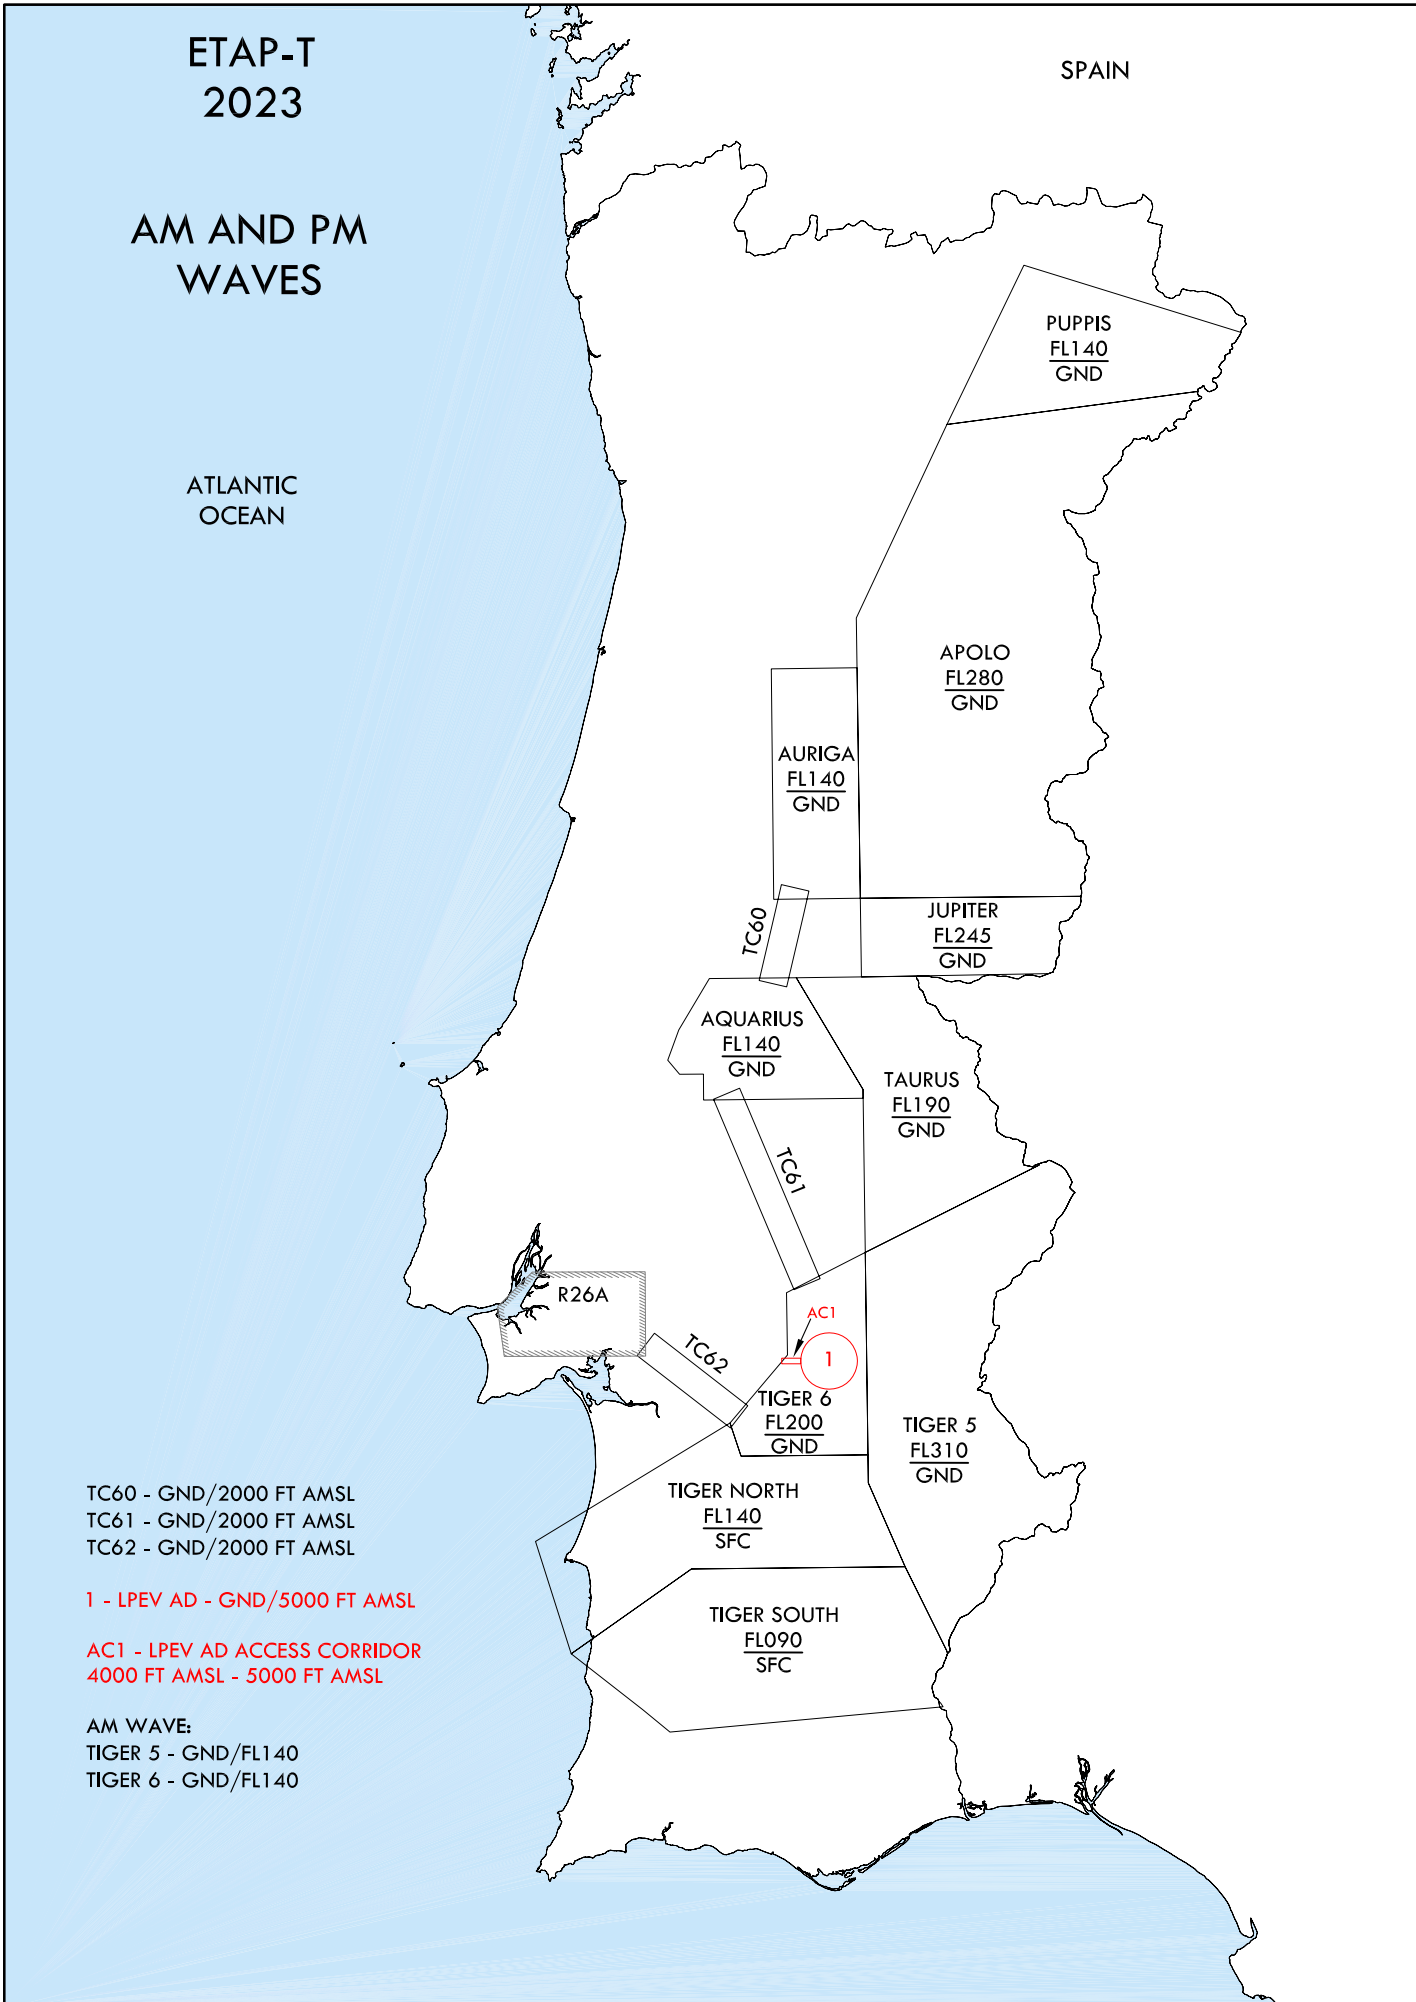 ETAP-T
2023
AM AND PM
WAVES
SPAIN
ATLANTIC
OCEAN
PUPPIS
FL140
GND
APOLO
FL280
GND
AURIGA
FL140
GND
TC60
JUPITER
FL245
GND
AQUARIUS
FL140
GND
TAURUS
FL190
GND
TC61
R26A
AC1
1
TC62
TIGER 6
FL200
GND
TIGER 5
FL310
GND
TIGER NORTH
FL140
SFC
TIGER SOUTH
FL090
SFC
TC60 - GND/2000 FT AMSL
TC61 - GND/2000 FT AMSL
TC62 - GND/2000 FT AMSL
1 - LPEV AD - GND/5000 FT AMSL
AC1 - LPEV AD ACCESS CORRIDOR
4000 FT AMSL - 5000 FT AMSL
AM WAVE:
TIGER 5 - GND/FL140
TIGER 6 - GND/FL140